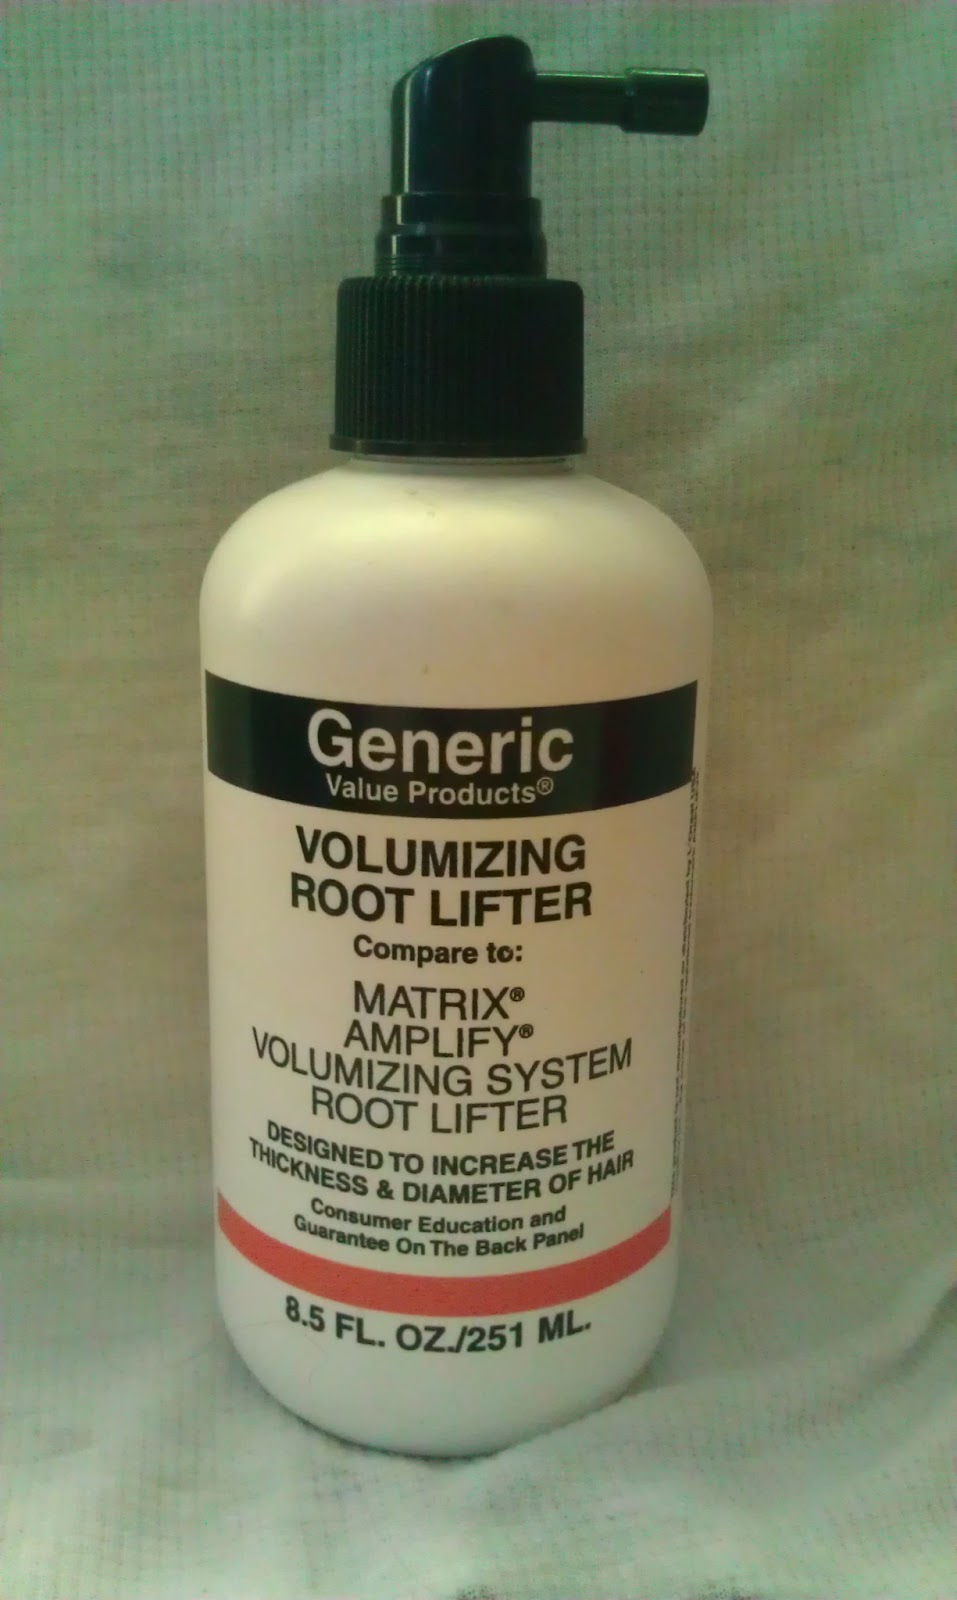 Generic
Value Products®
VOLUMIZING
ROOT LIFTER
Compare to:
MATRIX®
AMPLIFY®
VOLUMIZING SYSTEM
ROOT LIFTER
DESIGNED TO INCREASE THE
THICKNESS & DIAMETER OF HAIR
Consumer Education and
Guarantee On The Back Panel
8.5 FL. OZ./251 ML.